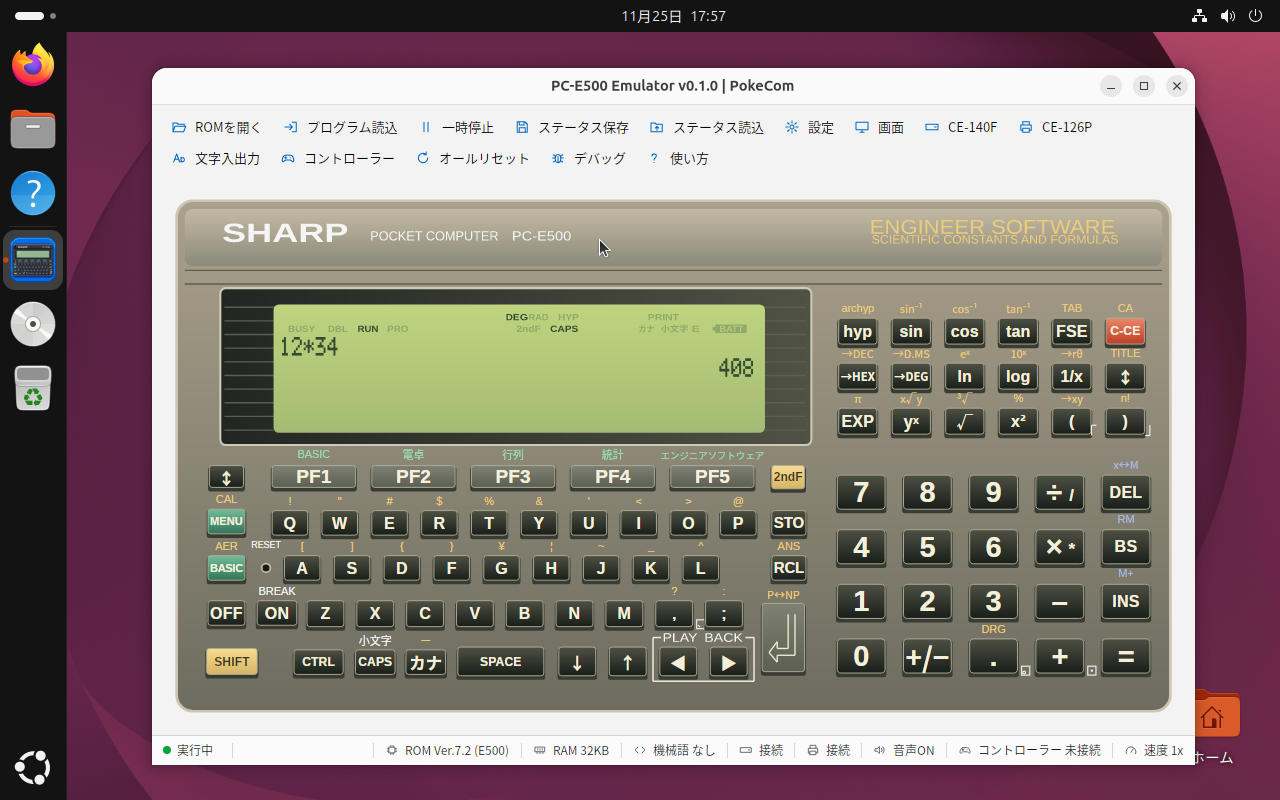 11月25日 17:57
PC-E500 Emulator v0.1.0 | PokeCom
ROMを開く プログラム読込 一時停止 ステータス保存 ステータス読込 設定 画面 CE-140F CE-126P
文字入出力 コントローラー オールリセット デバッグ ? 使い方
SHARP POCKET COMPUTER PC-E500
ENGINEER SOFTWARE
SCIENTIFIC CONSTANTS AND FORMULAS
DEG RAD HYP PRINT
BUSY DBL RUN PRO 2ndF CAPS カナ 小文字 E BATT
12*34
408
archyp sin⁻¹ cos⁻¹ tan⁻¹ TAB CA
hyp sin cos tan FSE C-CE
→DEC →D.MS eˣ 10ˣ →rθ TITLE
→HEX →DEG ln log 1/x ↕
π x√y ³√ % →xy n!
EXP yˣ √ x² ( )
BASIC 電卓 行列 統計 エンジニアソフトウェア
↕ PF1 PF2 PF3 PF4 PF5 2ndF
CAL ! " # $ % & ' < > @
MENU Q W E R T Y U I O P STO
AER RESET [ ] { } ¥ ¦ ~ _ ^ ANS
BASIC A S D F G H J K L RCL
BREAK ? : P↔NP
OFF ON Z X C V B N M , ;
小文字 — PLAY BACK
SHIFT CTRL CAPS カナ SPACE ↓ ↑ ◀ ▶
x↔M
7 8 9 ÷ / DEL
RM
4 5 6 × * BS
M+
1 2 3 − INS
DRG
0 +/− . + =
ホーム
実行中 ROM Ver.7.2 (E500) RAM 32KB 機械語 なし 接続 接続 音声ON コントローラー 未接続 速度 1x